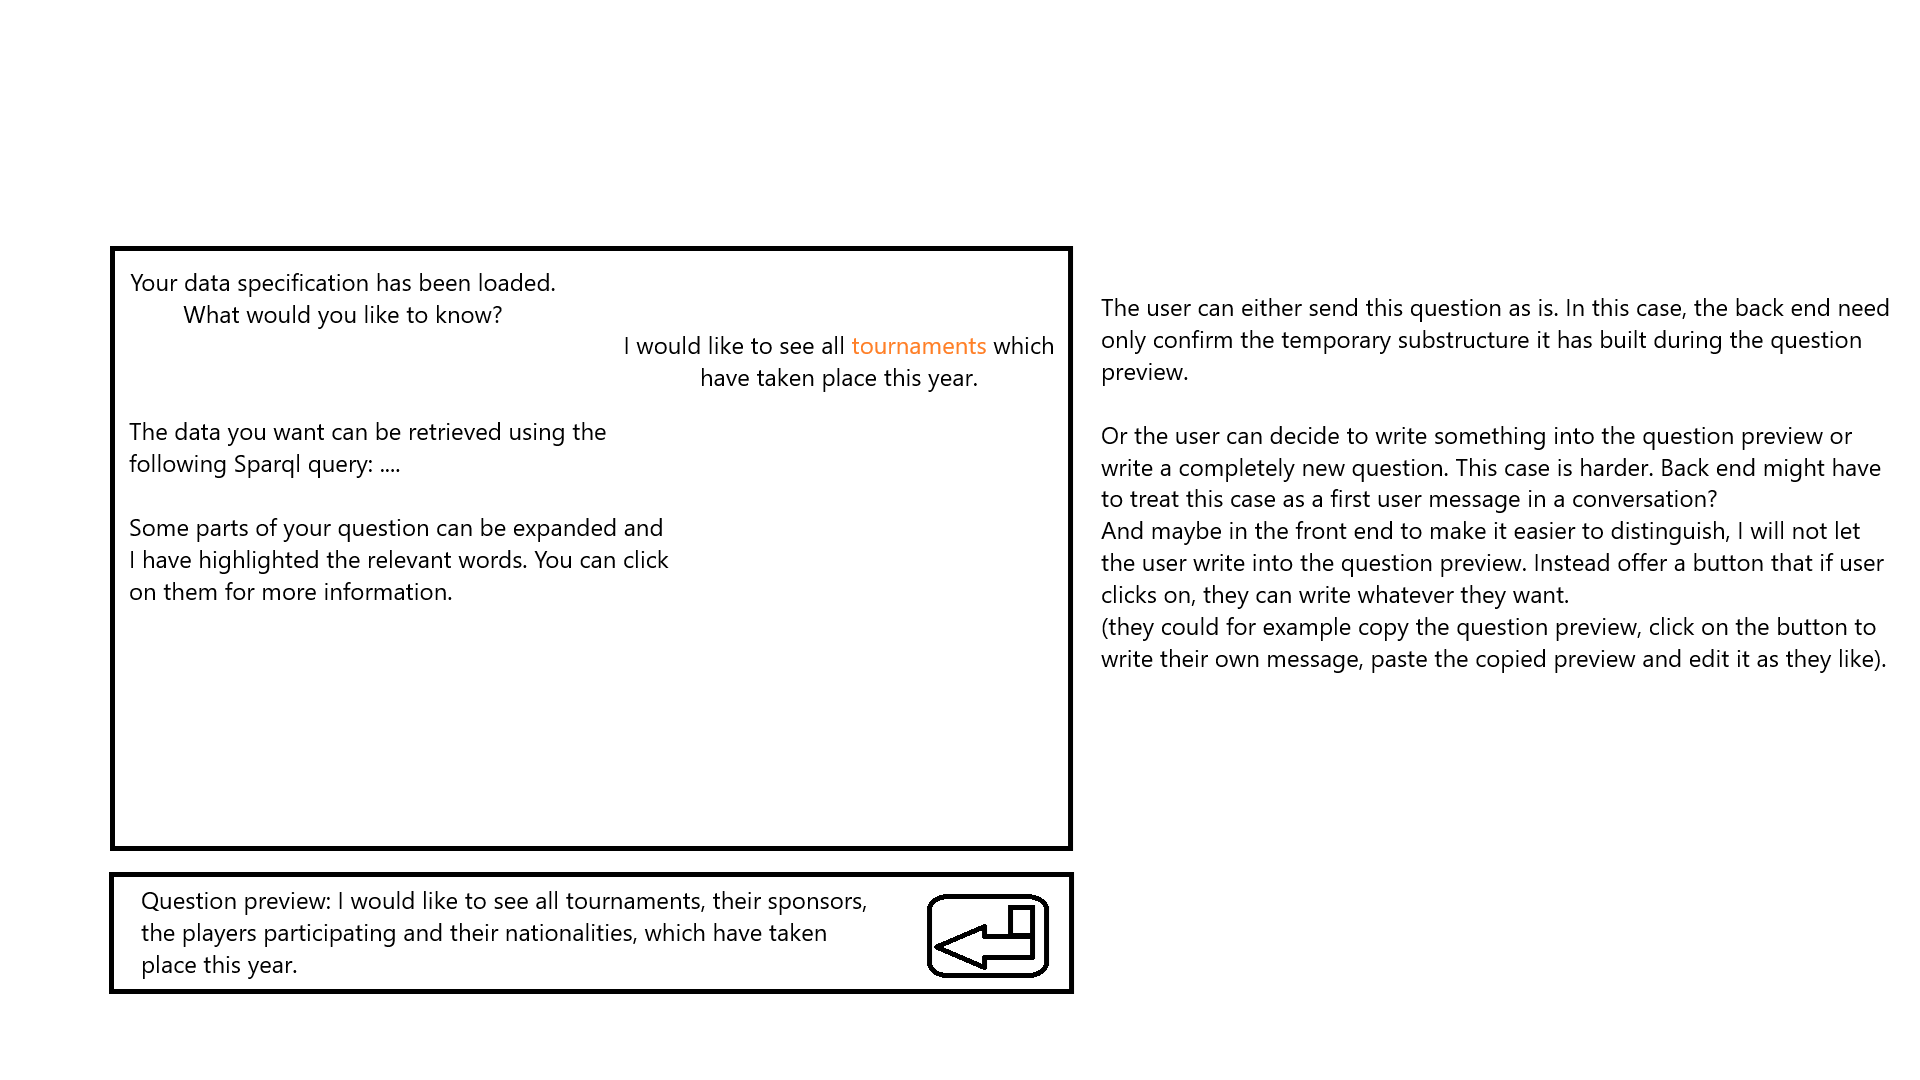 Your data specification has been loaded.
What would you like to know?
I would like to see all tournaments which
have taken place this year.
The data you want can be retrieved using the
following Sparql query: ....
Some parts of your question can be expanded and
I have highlighted the relevant words. You can click
on them for more information.
Question preview: I would like to see all tournaments, their sponsors,
the players participating and their nationalities, which have taken
place this year.
The user can either send this question as is. In this case, the back end need
only confirm the temporary substructure it has built during the question
preview.
Or the user can decide to write something into the question preview or
write a completely new question. This case is harder. Back end might have
to treat this case as a first user message in a conversation?
And maybe in the front end to make it easier to distinguish, I will not let
the user write into the question preview. Instead offer a button that if user
clicks on, they can write whatever they want.
(they could for example copy the question preview, click on the button to
write their own message, paste the copied preview and edit it as they like).